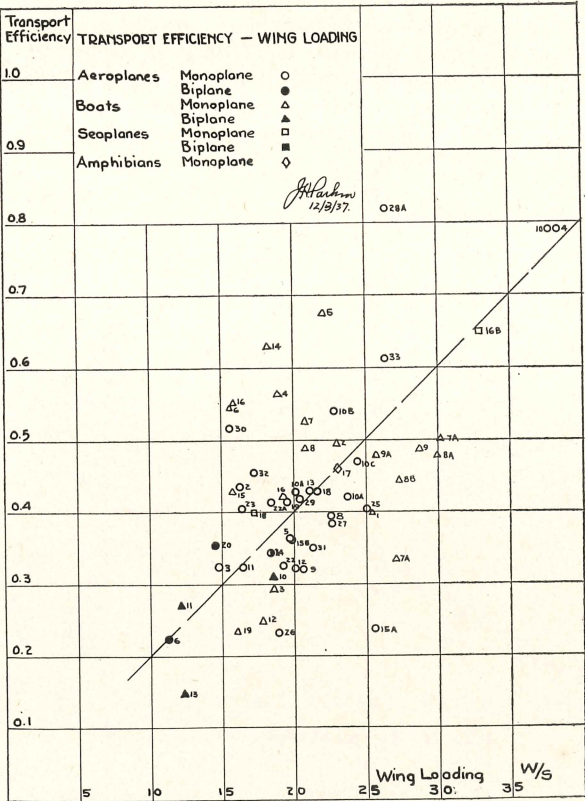 Transport
Efficiency
TRANSPORT EFFICIENCY — WING LOADING
Aeroplanes Monoplane ○
Biplane ●
Boats Monoplane △
Biplane ▲
Seoplanes Monoplane □
Biplane ■
Amphibians Monoplane ◇
12/3/37.
1.0
0.9
28A
0.8
10004
0.7
5
16B
14
33
0.6
4
16
6
10B
30
7
0.5
2
7A
8
9
9A
8A
10C
32
17
8B
2
15
16
10A 13
18
10A
23
22A
29
25
18
0.4
8
1
27
5
15B
20
31
24
7A
3
11
22
12
9
10
0.3
3
11
12
19
26
15A
6
0.2
13
0.1
Wing Loading W/S
5
10
15
20
25
30
35